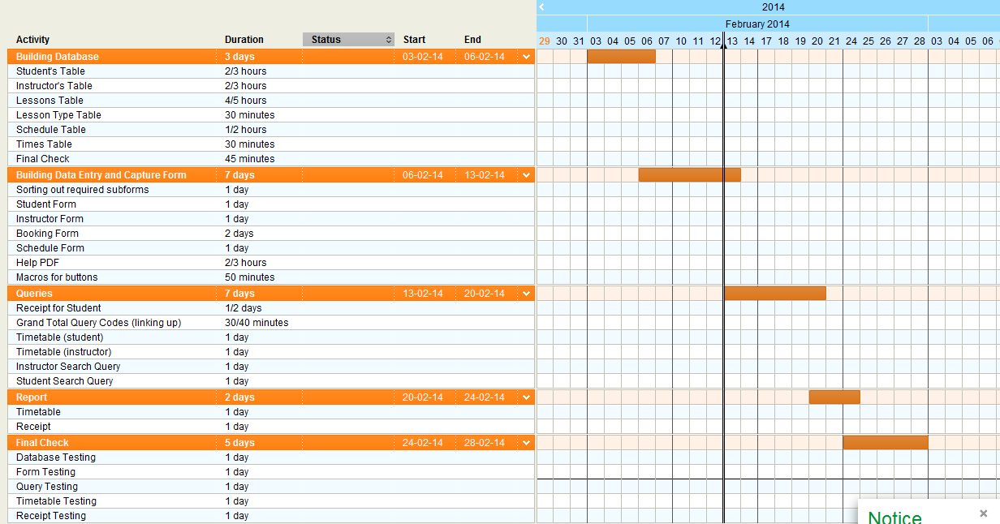 2014
February 2014
Activity Duration Status Start End 29 30 31 03 04 05 06 07 10 11 12 13 14 17 18 19 20 21 24 25 26 27 28 03 04 05 06
Building Database 3 days 03-02-14 06-02-14
Student's Table 2/3 hours
Instructor's Table 2/3 hours
Lessons Table 4/5 hours
Lesson Type Table 30 minutes
Schedule Table 1/2 hours
Times Table 30 minutes
Final Check 45 minutes
Building Data Entry and Capture Form 7 days 06-02-14 13-02-14
Sorting out required subforms 1 day
Student Form 1 day
Instructor Form 1 day
Booking Form 2 days
Schedule Form 1 day
Help PDF 2/3 hours
Macros for buttons 50 minutes
Queries 7 days 13-02-14 20-02-14
Receipt for Student 1/2 days
Grand Total Query Codes (linking up) 30/40 minutes
Timetable (student) 1 day
Timetable (instructor) 1 day
Instructor Search Query 1 day
Student Search Query 1 day
Report 2 days 20-02-14 24-02-14
Timetable 1 day
Receipt 1 day
Final Check 5 days 24-02-14 28-02-14
Database Testing 1 day
Form Testing 1 day
Query Testing 1 day
Timetable Testing 1 day
Receipt Testing 1 day
Notice